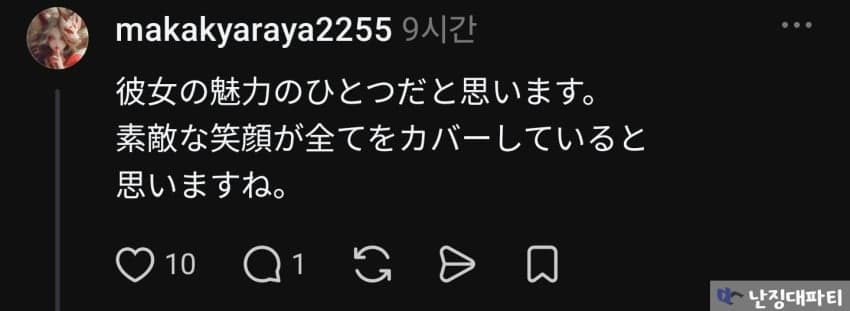 makakyaraya2255 9시간
彼女の魅力のひとつだと思います。
素敵な笑顔が全てをカバーしていると
思いますね。
10 1
난징대파티